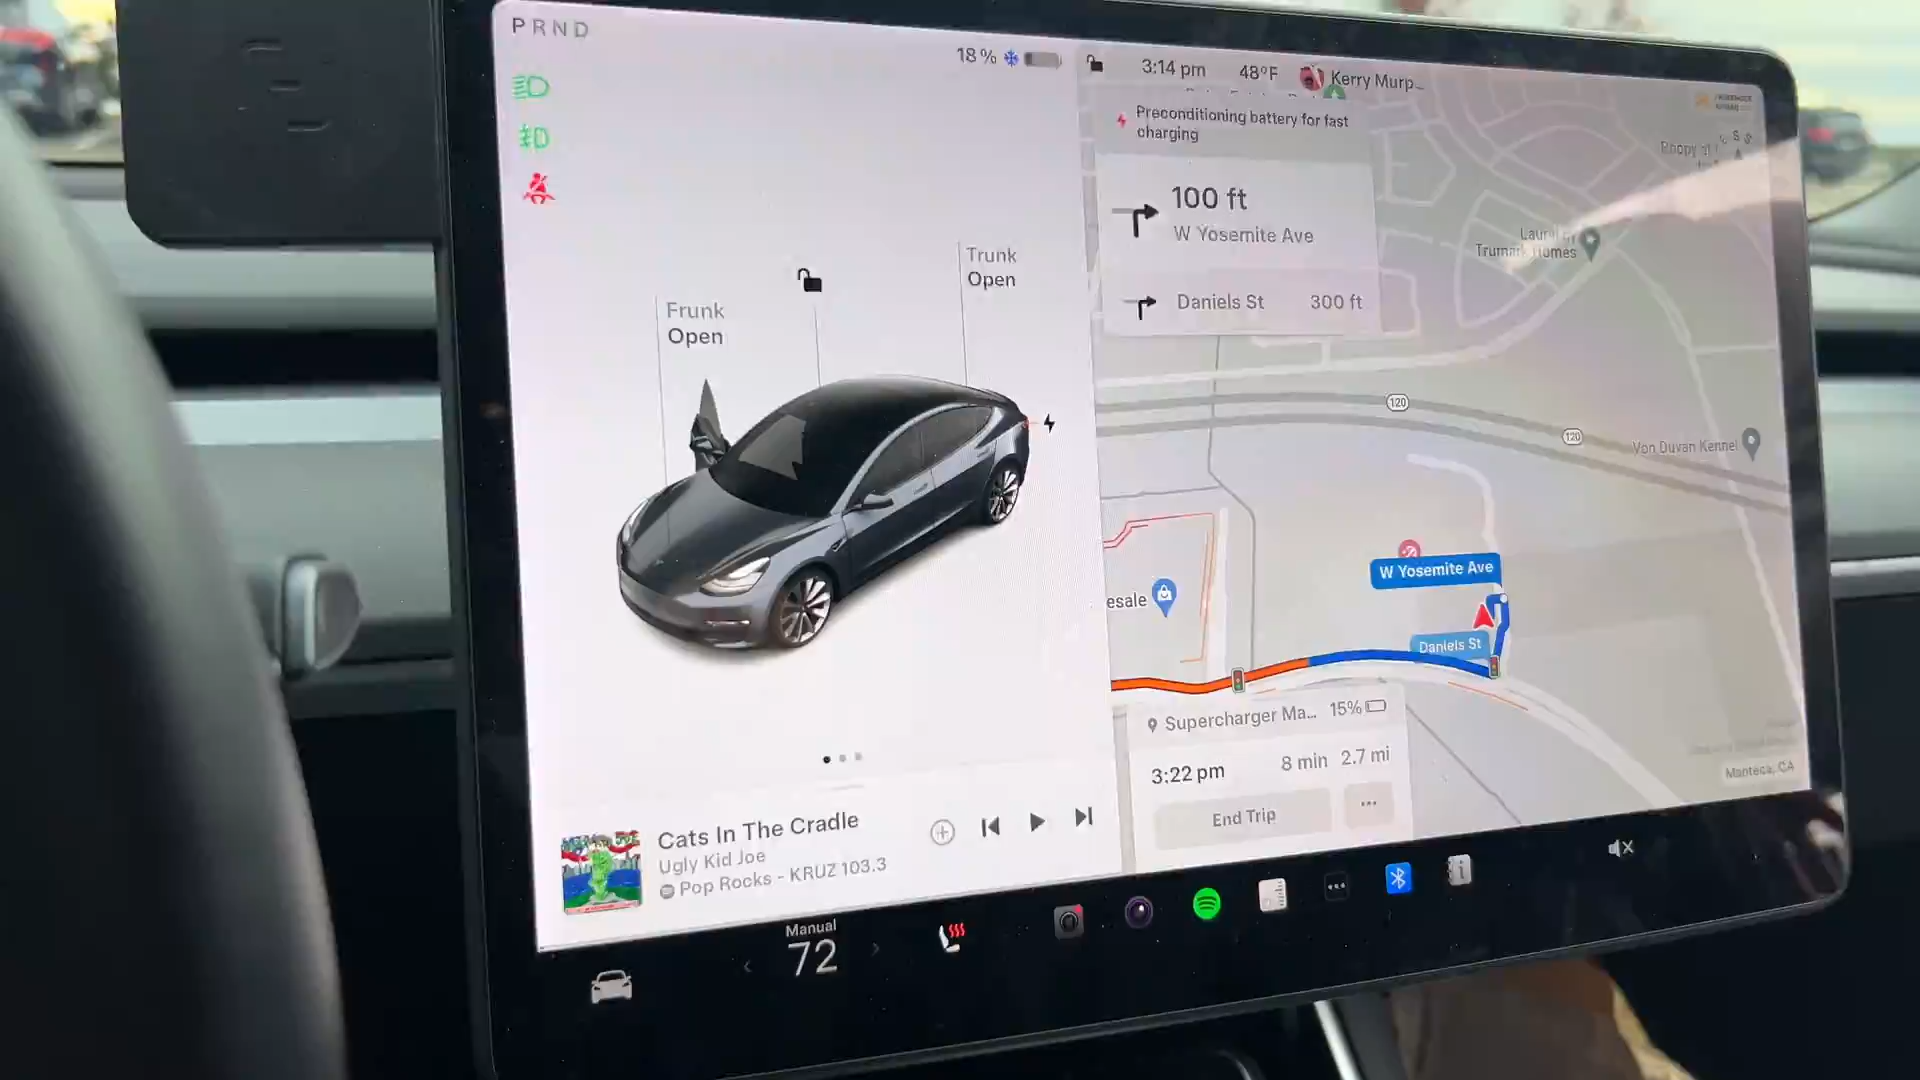 PRND
18%
3:14 pm
48°F
Kerry Murp...
Preconditioning battery for fast
charging
100 ft
W Yosemite Ave
Daniels St
300 ft
Trunk
Open
Frunk
Open
Trumark Homes
120
120
Von Duvan Kennel
esale
W Yosemite Ave
Daniels St
Supercharger Ma...
15%
3:22 pm
8 min
2.7 mi
End Trip
Manteca, CA
Cats In The Cradle
Ugly Kid Joe
Pop Rocks - KRUZ 103.3
Manual
72